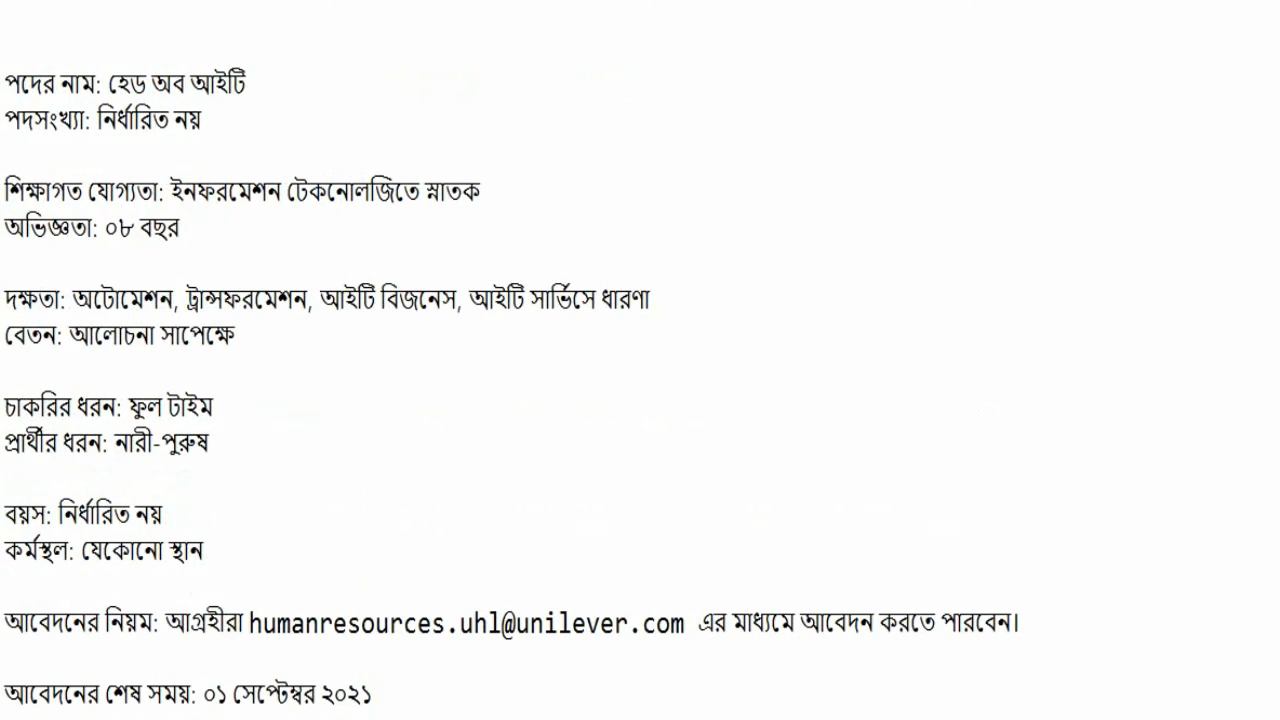 পদের নাম: হেড অব আইটি
পদসংখ্যা: নির্ধারিত নয়
শিক্ষাগত যোগ্যতা: ইনফরমেশন টেকনোলজিতে স্নাতক
অভিজ্ঞতা: ০৮ বছর
দক্ষতা: অটোমেশন, ট্রান্সফরমেশন, আইটি বিজনেস, আইটি সার্ভিসে ধারণা
বেতন: আলোচনা সাপেক্ষে
চাকরির ধরন: ফুল টাইম
প্রার্থীর ধরন: নারী-পুরুষ
বয়স: নির্ধারিত নয়
কর্মস্থল: যেকোনো স্থান
আবেদনের নিয়ম: আগ্রহীরা humanresources.uhl@unilever.com এর মাধ্যমে আবেদন করতে পারবেন।
আবেদনের শেষ সময়: ০১ সেপ্টেম্বর ২০২১